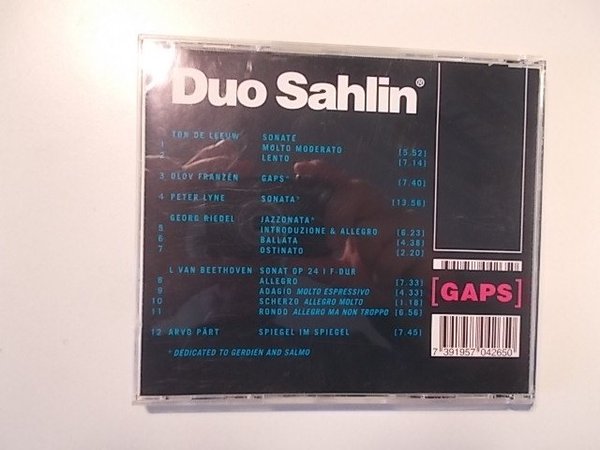 Duo Sahlin®
TON DE LEEUW SONATE
1 MOLTO MODERATO [5.52]
2 LENTO [7.14]
3 OLOV FRANZÉN GAPS* [7.40]
4 PETER LYNE SONATA* [13.56]
GEORG RIEDEL JAZZONATA*
5 INTRODUZIONE & ALLEGRO [6.23]
6 BALLATA [4.38]
7 OSTINATO [2.20]
L VAN BEETHOVEN SONAT OP 24 I F-DUR
8 ALLEGRO [7.33]
9 ADAGIO MOLTO ESPRESSIVO [4.33]
10 SCHERZO ALLEGRO MOLTO [1.18]
11 RONDO ALLEGRO MA NON TROPPO [6.56]
12 ARVO PÄRT SPIEGEL IM SPIEGEL [7.45]
*DEDICATED TO GERDIEN AND SALMO
[GAPS]
7 391957 042650